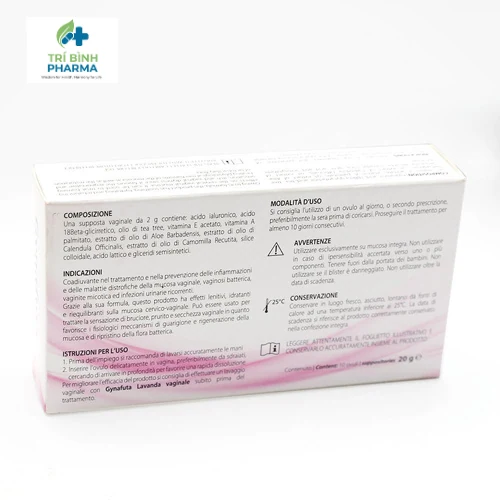 TRÍ BÌNH
PHARMA
COMPOSIZIONE
Una supposta vaginale da 2 g contiene: acido ialuronico, acido
18Beta-glicirretico, olio di tea tree, vitamina E acetato, vitamina A
palmitato, estratto di olio di Aloe Barbadensis, estratto di olio di
Calendula Officinalis, estratto di olio di Camomilla Recutita, silice
colloidale, acido lattico e gliceridi semisintetici.
INDICAZIONI
Coadiuvante nel trattamento e nella prevenzione delle infiammazioni
e delle malattie distrofiche della mucosa vaginale, vaginosi batterica,
vaginite micotica ed infezioni urinarie ricorrenti.
Grazie alla sua formula, questo prodotto ha effetti lenitivi, idratanti
e riequilibranti sulla mucosa cervico-vaginale. Può essere usato per
trattare la sensazione di bruciore, prurito e secchezza vaginale in quanto
favorisce i fisiologici meccanismi di guarigione e rigenerazione della
mucosa e di ripristino della flora batterica.
ISTRUZIONI PER L'USO
1. Prima dell'impiego si raccomanda di lavarsi accuratamente le mani
2. Inserire l'ovulo delicatamente in vagina, preferibilmente da sdraiati,
cercando di arrivare in profondità per favorire una rapida dissoluzione.
Per migliorare l'efficacia del prodotto si consiglia di effettuare un lavaggio
vaginale con Gynafuta Lavanda vaginale subito prima del
trattamento.
MODALITÀ D'USO
Si consiglia l'utilizzo di un ovulo al giorno, o secondo prescrizione,
preferibilmente la sera prima di coricarsi. Proseguire il trattamento per
almeno 10 giorni consecutivi.
AVVERTENZE
Utilizzare esclusivamente su mucosa integra. Non utilizzare
in caso di ipersensibilità accertata verso uno dei
componenti. Tenere fuori dalla portata dei bambini. Non
utilizzare se il blister è danneggiato. Non utilizzare oltre la
data di scadenza.
25°C
CONSERVAZIONE
Conservare in luogo fresco, asciutto, lontano da fonti di
calore ad una temperatura inferiore ai 25°C. La data di
scadenza si riferisce al prodotto correttamente conservato
nella confezione integra.
LEGGERE ATTENTAMENTE IL FOGLIETTO ILLUSTRATIVO E
CONSERVARLO ACCURATAMENTE INSIEME AL PRODOTTO
Contenuto / Content: 10 / suppositories 20 g e